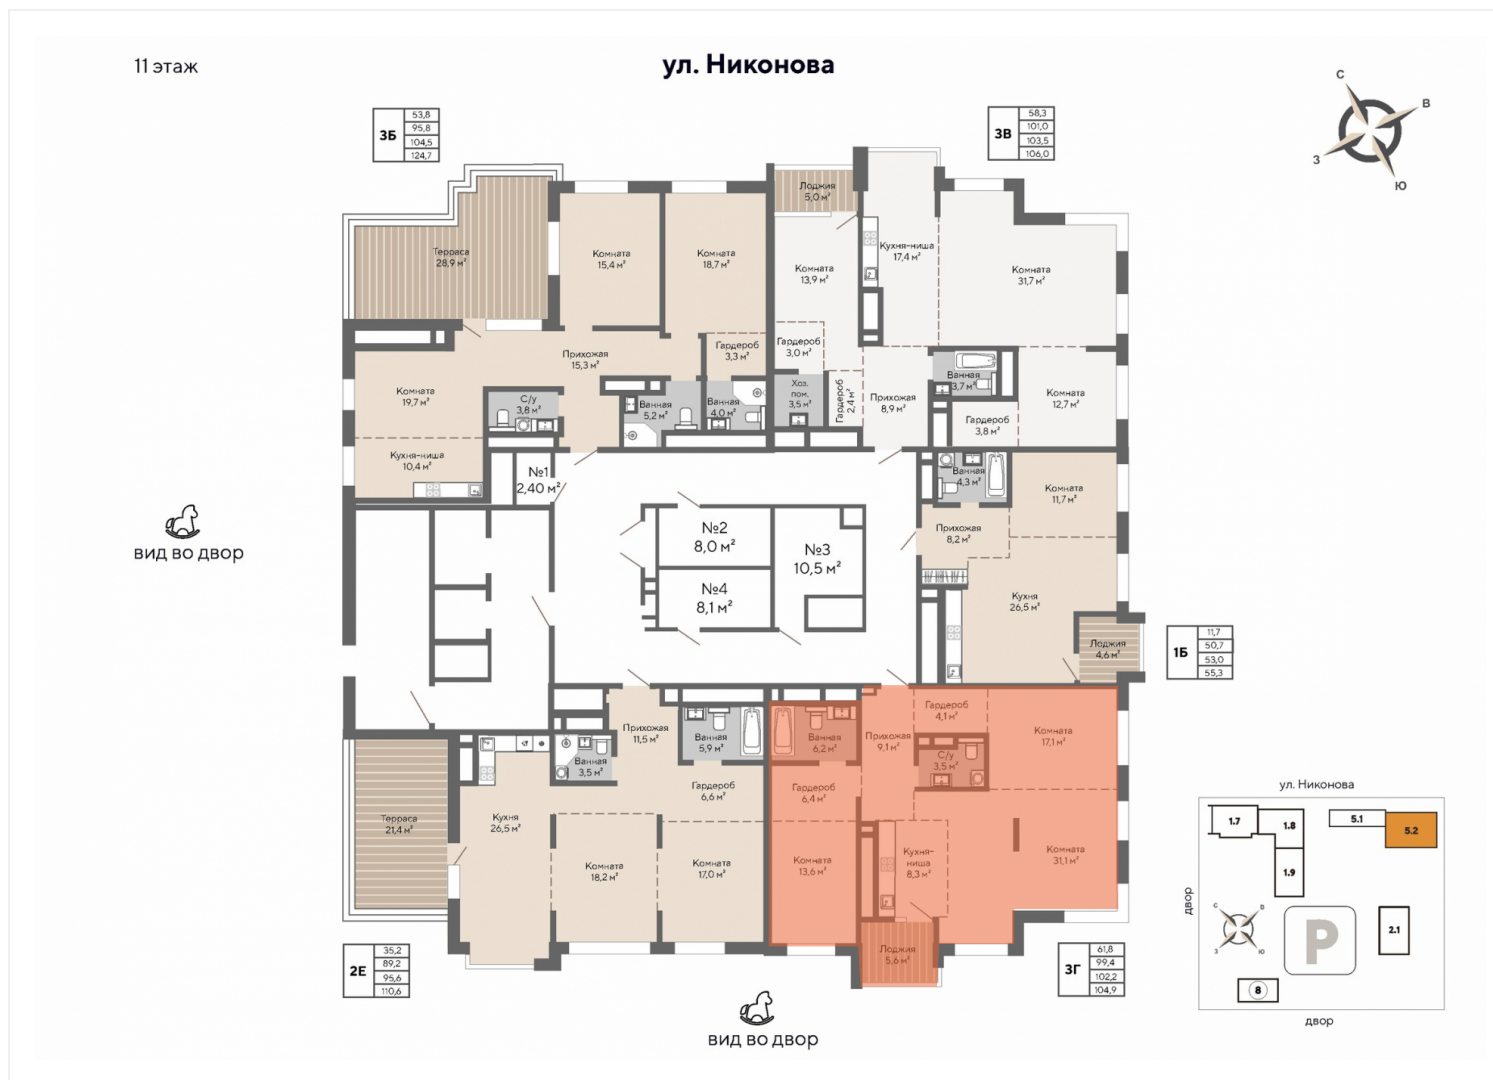 11 этаж
ул. Никонова
С
В
З
Ю
3Б
53,8
95,8
104,5
124,7
3В
58,3
101,0
103,5
106,0
Терраса
28,9 м²
Комната
15,4 м²
Комната
18,7 м²
Лоджия
5,0 м²
Комната
13,9 м²
Кухня-ниша
17,4 м²
Комната
31,7 м²
Прихожая
15,3 м²
Гардероб
3,3 м²
Гардероб
3,0 м²
Комната
19,7 м²
С/у
3,8 м²
Ванная
5,2 м²
Ванная
4,0 м²
Хоз.
пом.
3,5 м²
Гардероб
2,4 м²
Прихожая
8,9 м²
Ванная
3,7 м²
Комната
12,7 м²
Гардероб
3,8 м²
Кухня-ниша
10,4 м²
№1
2,40 м²
№2
8,0 м²
№3
10,5 м²
№4
8,1 м²
Ванная
4,3 м²
Комната
11,7 м²
Прихожая
8,2 м²
Кухня
26,5 м²
Лоджия
4,6 м²
1Б
11,7
50,7
53,0
55,3
вид во двор
Прихожая
11,5 м²
Ванная
5,9 м²
Ванная
3,5 м²
Гардероб
6,6 м²
Терраса
21,4 м²
Кухня
26,5 м²
Комната
18,2 м²
Комната
17,0 м²
Ванная
6,2 м²
Прихожая
9,1 м²
Гардероб
4,1 м²
Комната
17,1 м²
С/у
3,5 м²
Гардероб
6,4 м²
Комната
13,6 м²
Кухня-
ниша
8,3 м²
Комната
31,1 м²
Лоджия
5,6 м²
2Е
35,2
89,2
95,6
110,6
3Г
61,8
99,4
102,2
104,9
вид во двор
ул. Никонова
1.7
1.8
5.1
5.2
1.9
двор
С
В
З
Ю
P
2.1
8
двор